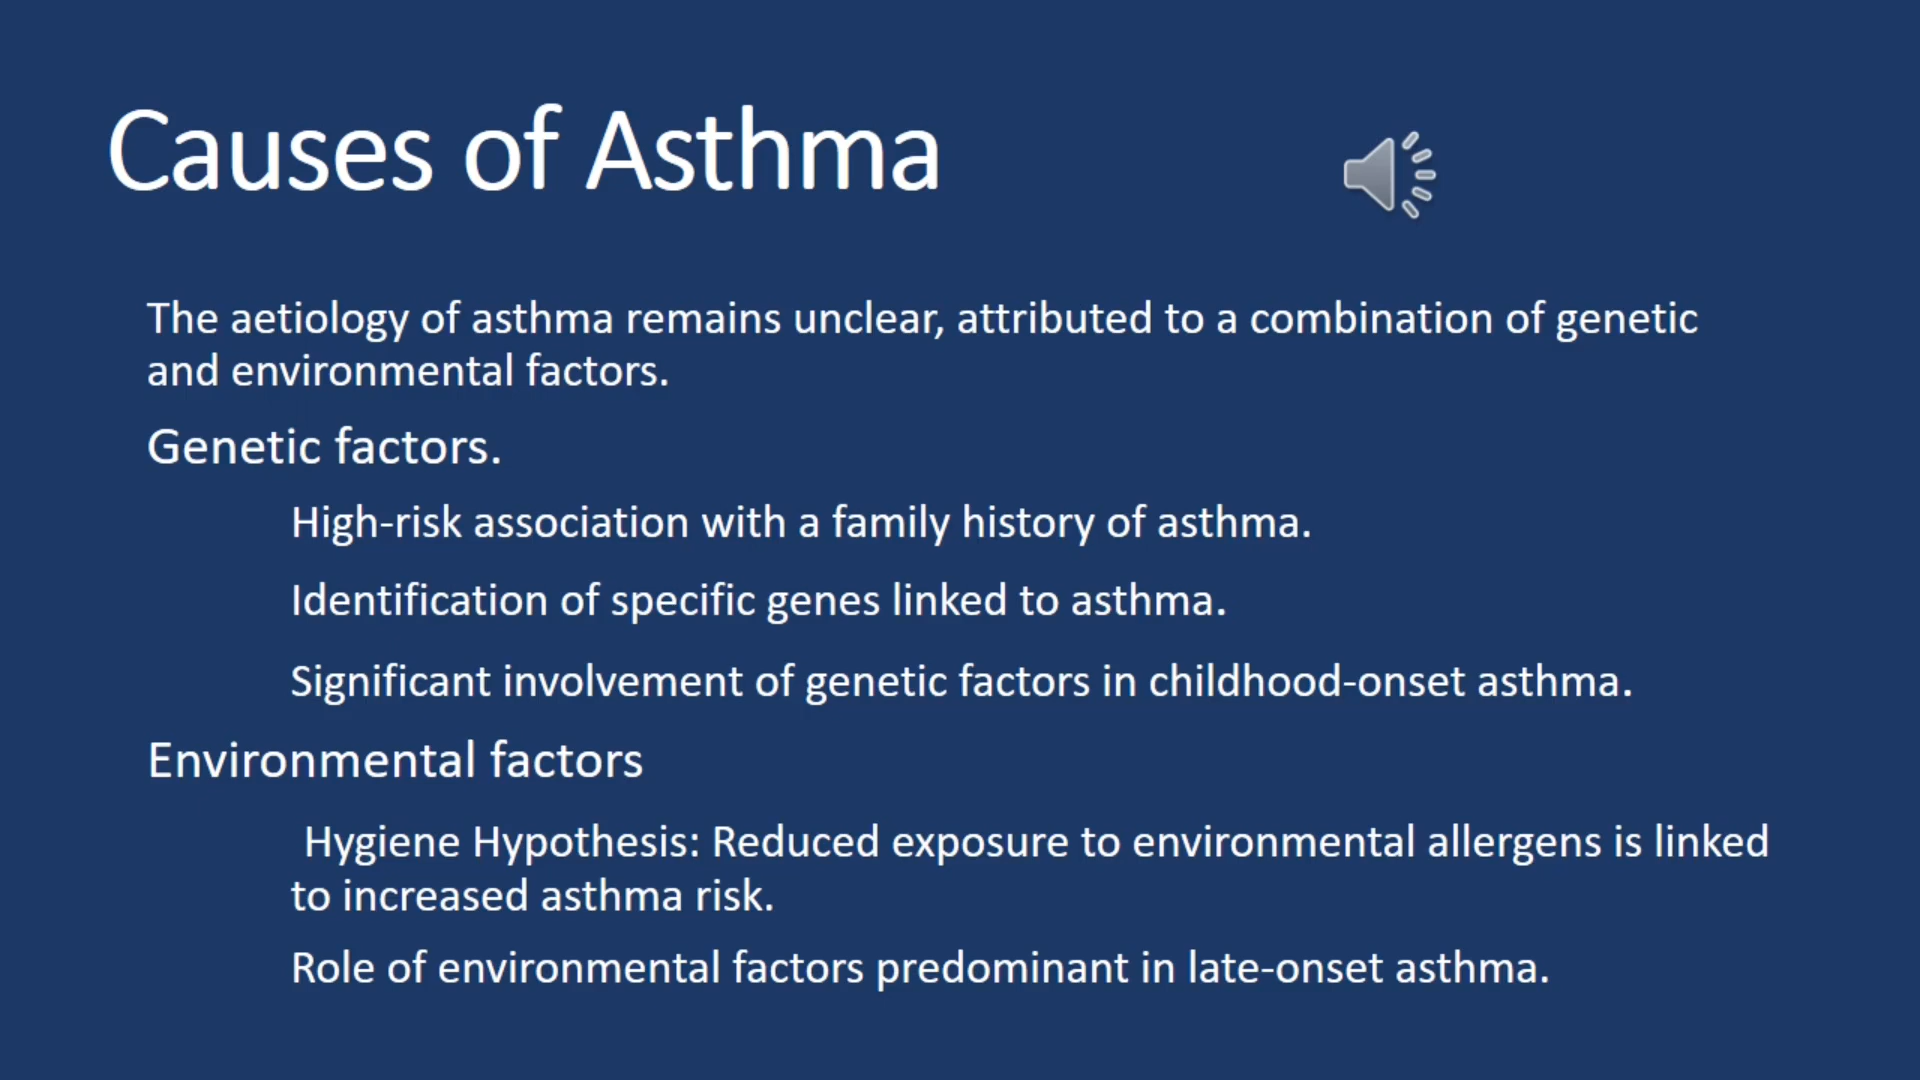 Causes of Asthma
The aetiology of asthma remains unclear, attributed to a combination of genetic
and environmental factors.
Genetic factors.
High-risk association with a family history of asthma.
Identification of specific genes linked to asthma.
Significant involvement of genetic factors in childhood-onset asthma.
Environmental factors
Hygiene Hypothesis: Reduced exposure to environmental allergens is linked
to increased asthma risk.
Role of environmental factors predominant in late-onset asthma.